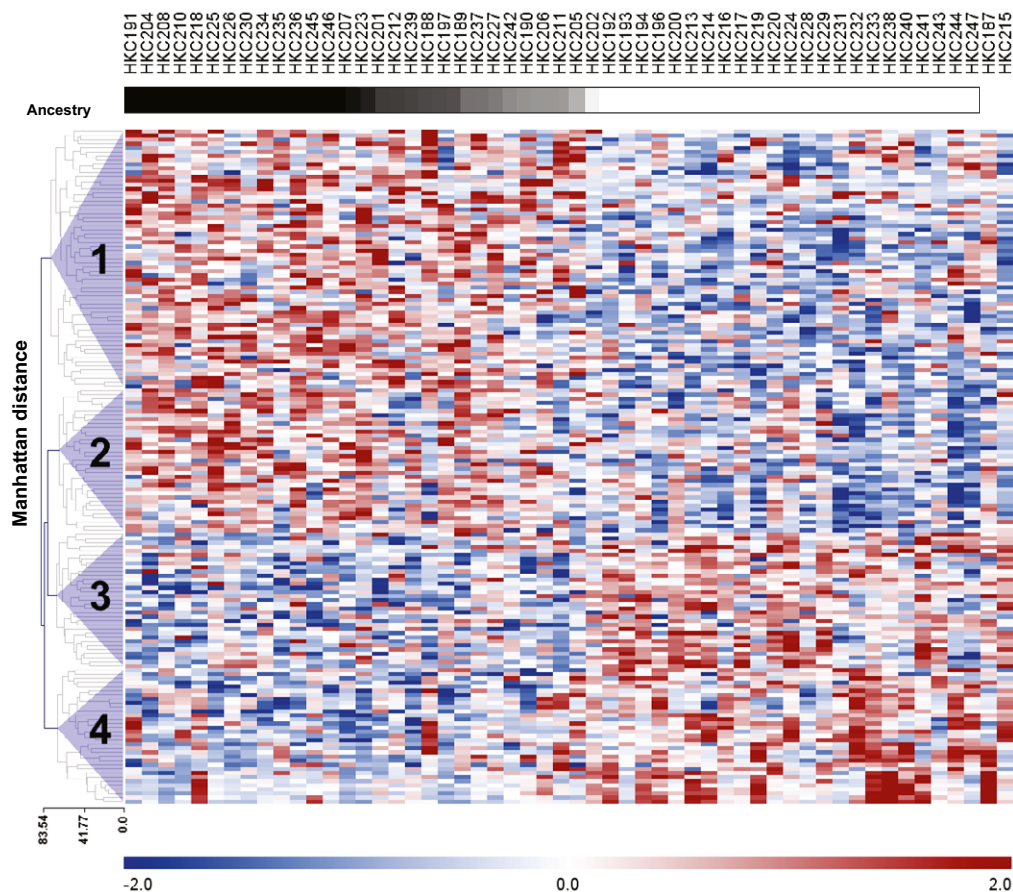 HKC191
HKC204
HKC208
HKC210
HKC218
HKC225
HKC226
HKC230
HKC234
HKC235
HKC236
HKC245
HKC246
HKC207
HKC223
HKC201
HKC212
HKC239
HKC188
HKC197
HKC189
HKC237
HKC227
HKC242
HKC190
HKC206
HKC211
HKC205
HKC202
HKC192
HKC193
HKC194
HKC196
HKC200
HKC213
HKC214
HKC216
HKC217
HKC219
HKC220
HKC224
HKC228
HKC229
HKC231
HKC232
HKC233
HKC238
HKC240
HKC241
HKC243
HKC244
HKC247
HKC187
HKC215
Ancestry
Manhattan distance
1
2
3
4
83.54
41.77
0.0
-2.0
0.0
2.0